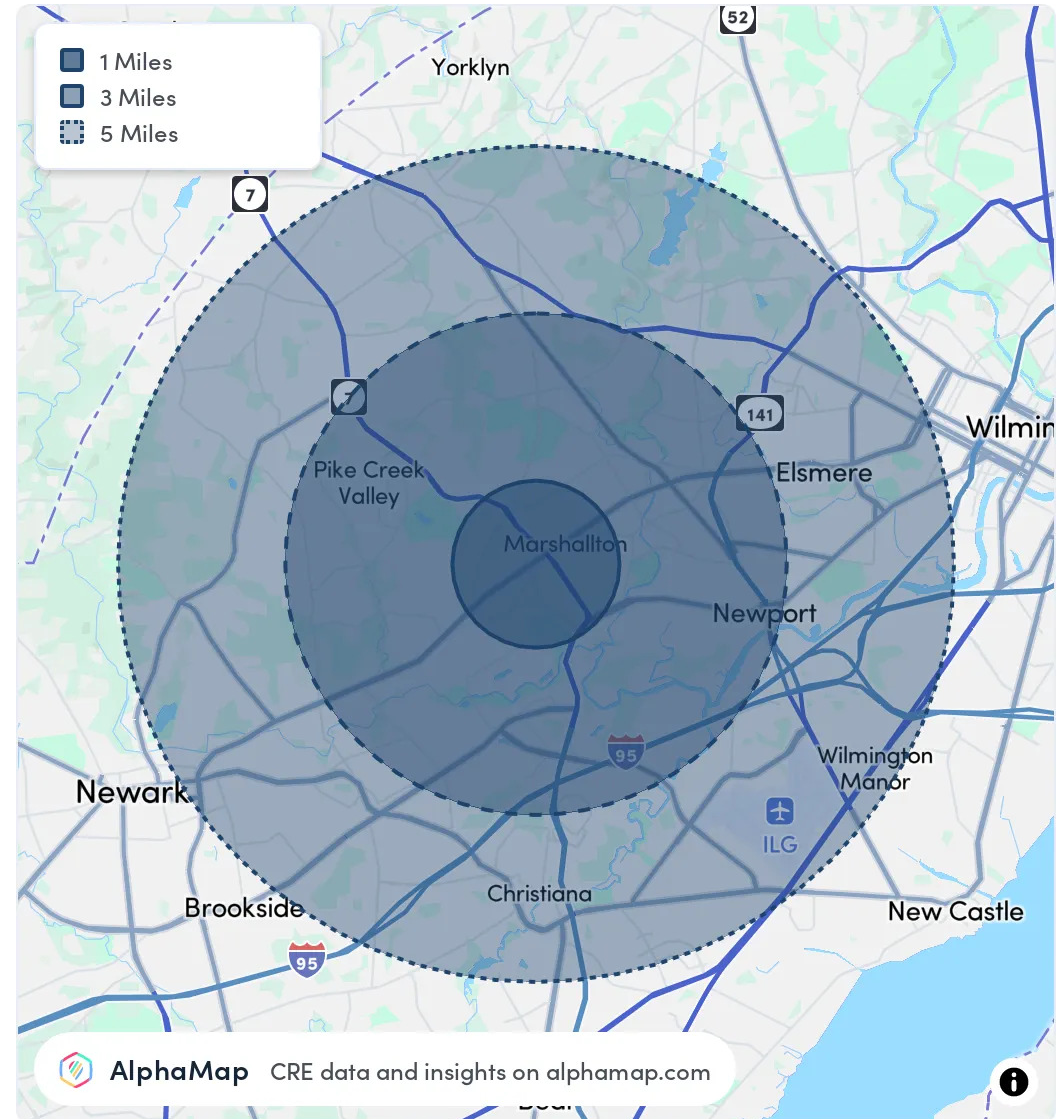 52
1 Miles
3 Miles
5 Miles
Yorklyn
7
7
141
Wilmin
Pike Creek
Valley
Elsmere
Marshallton
Newport
95
Wilmington
Manor
Newark
ILG
Christiana
Brookside
New Castle
95
AlphaMap CRE data and insights on alphamap.com